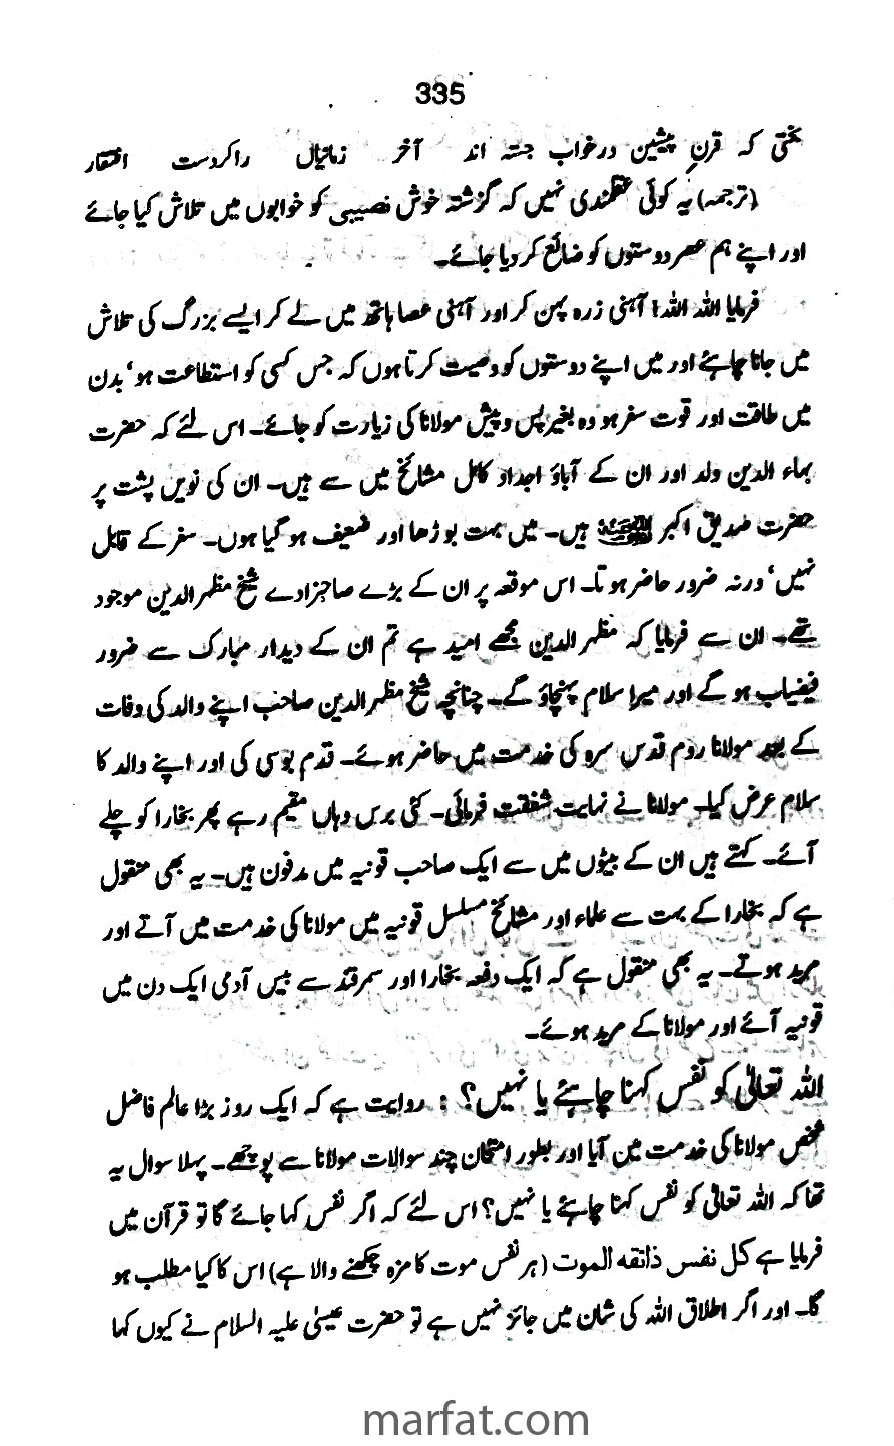 335
بختی کہ قرنِ پیشین در خواب جستہ اند آخر زمانیاں را کردست افتقار
(ترجمہ) یہ کوئی عقلمندی نہیں کہ گزشتہ خوش نصیبی کو خوابوں میں تلاش کیا جائے
اور اپنے ہم عصر دوستوں کو ضائع کر دیا جائے۔
فرمایا اللہ اللہ! آہنی زرہ پہن کر اور آہنی عصا ہاتھ میں لے کر ایسے بزرگ کی تلاش
میں جانا چاہئے اور میں اپنے دوستوں کو وصیت کرتا ہوں کہ جس کسی کو استطاعت ہو‘ بدن
میں طاقت اور قوت سفر ہو وہ بغیر پس و پیش مولانا کی زیارت کو جائے۔ اس لئے کہ حضرت
بہاء الدین ولد اور ان کے آباؤ اجداد کامل مشائخ میں سے ہیں۔ ان کی نویں پشت پر
حضرت صدیق اکبر ہیں۔ میں بہت بوڑھا اور ضعیف ہو گیا ہوں۔ سفر کے قابل
نہیں‘ ورنہ ضرور حاضر ہوتا۔ اس موقعہ پر ان کے بڑے صاجزادے شیخ مظہر الدین موجود
تھے۔ ان سے فرمایا کہ مظہر الدین مجھے امید ہے تم ان کے دیدار مبارک سے ضرور
فیضیاب ہو گے اور میرا سلام پہنچاؤ گے۔ چنانچہ شیخ مظہر الدین صاحب اپنے والد کی وفات
کے بعد مولانا روم قدس سرہ کی خدمت میں حاضر ہوئے۔ قدم بوسی کی اور اپنے والد کا
سلام عرض کیا۔ مولانا نے نہایت شفقت فرمائی۔ کئی برس وہاں مقیم رہے پھر بخارا کو چلے
آئے۔ کہتے ہیں ان کے بیٹوں میں سے ایک صاحب قونیہ میں مدفون ہیں۔ یہ بھی منقول
ہے کہ بخارا کے بہت سے علماء اور مشائخ مسلسل قونیہ میں مولانا کی خدمت میں آتے اور
مرید ہوتے۔ یہ بھی منقول ہے کہ ایک دفعہ بخارا اور سمرقند سے بیس آدمی ایک دن میں
قونیہ آئے اور مولانا کے مرید ہوئے۔
اللہ تعالیٰ کو نفس کہنا چاہئے یا نہیں؟ : روایت ہے کہ ایک روز بڑا عالم فاضل
شخص مولانا کی خدمت میں آیا اور بطور امتحان چند سوالات مولانا سے پوچھے۔ پہلا سوال یہ
تھا کہ اللہ تعالیٰ کو نفس کہنا چاہئے یا نہیں؟ اس لئے کہ اگر نفس کہا جائے گا تو قرآن میں
فرمایا ہے کل نفس ذائقه الموت (ہر نفس موت کا مزہ چکھنے والا ہے) اس کا کیا مطلب ہو
گا۔ اور اگر اطلاق اللہ کی شان میں جائز نہیں ہے تو حضرت عیسیٰ علیہ السلام نے کیوں کہا
marfat.com